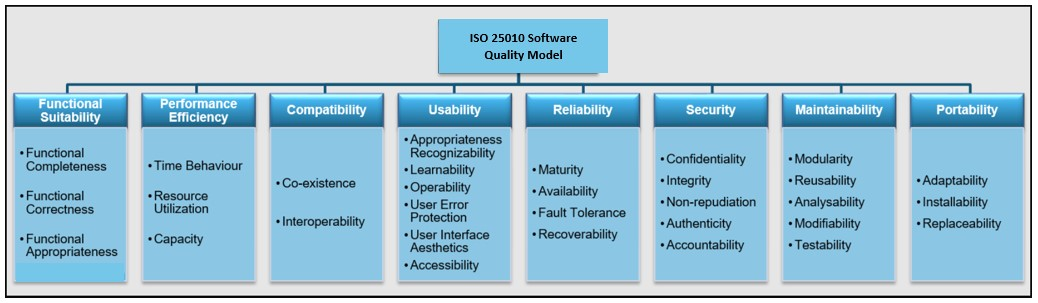 ISO 25010 Software
Quality Model
Functional
Suitability
• Functional
Completeness
• Functional
Correctness
• Functional
Appropriateness
Performance
Efficiency
• Time Behaviour
• Resource
Utilization
• Capacity
Compatibility
• Co-existence
• Interoperability
Usability
• Appropriateness
Recognizability
• Learnability
• Operability
• User Error
Protection
• User Interface
Aesthetics
• Accessibility
Reliability
• Maturity
• Availability
• Fault Tolerance
• Recoverability
Security
• Confidentiality
• Integrity
• Non-repudiation
• Authenticity
• Accountability
Maintainability
• Modularity
• Reusability
• Analysability
• Modifiability
• Testability
Portability
• Adaptability
• Installability
• Replaceability